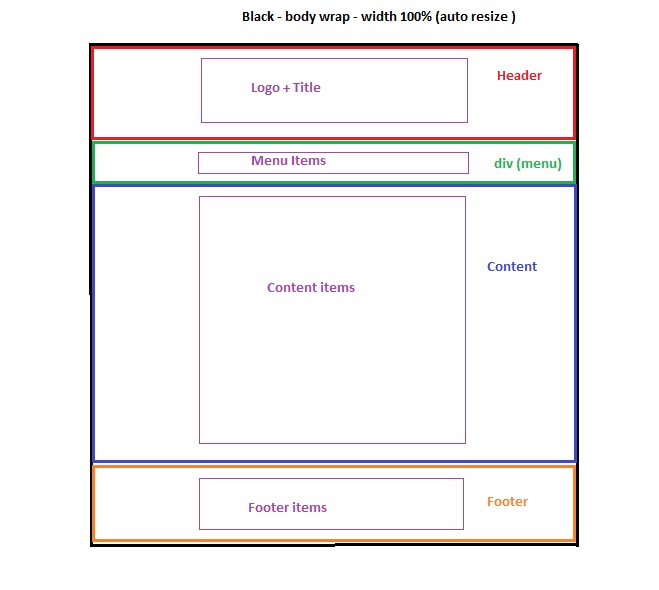 Black - body wrap - width 100% (auto resize )
Header
Logo + Title
Menu Items
div (menu)
Content
Content items
Footer
Footer items